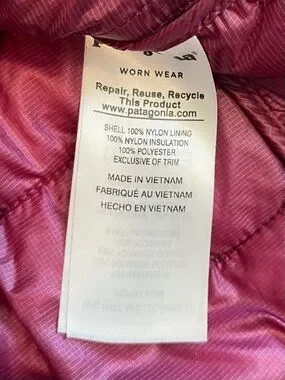 WORN WEAR
Repair, Reuse, Recycle
This Product
www.patagonia.com
SHELL 100% NYLON LINING
100% NYLON INSULATION
100% POLYESTER
EXCLUSIVE OF TRIM
MADE IN VIETNAM
FABRIQUÉ AU VIETNAM
HECHO EN VIETNAM